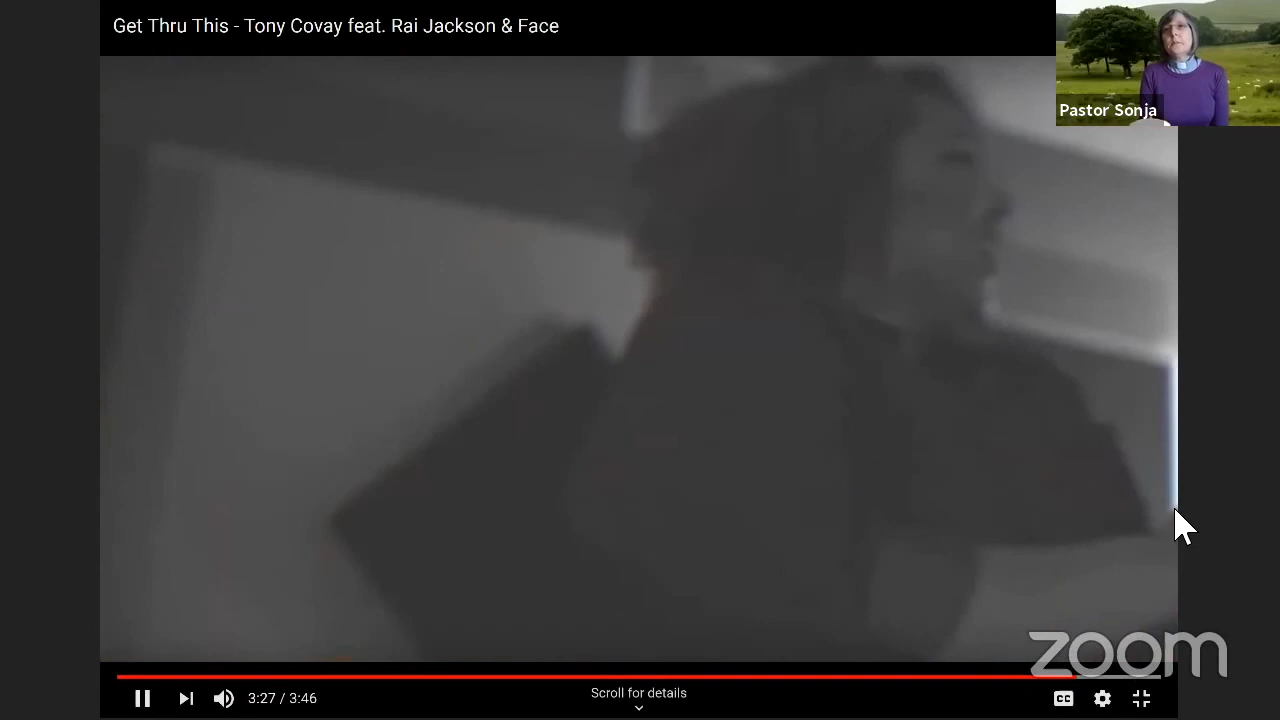 Get Thru This - Tony Covay feat. Rai Jackson & Face
Pastor Sonja
zoom
3:27 / 3:46
Scroll for details
CC